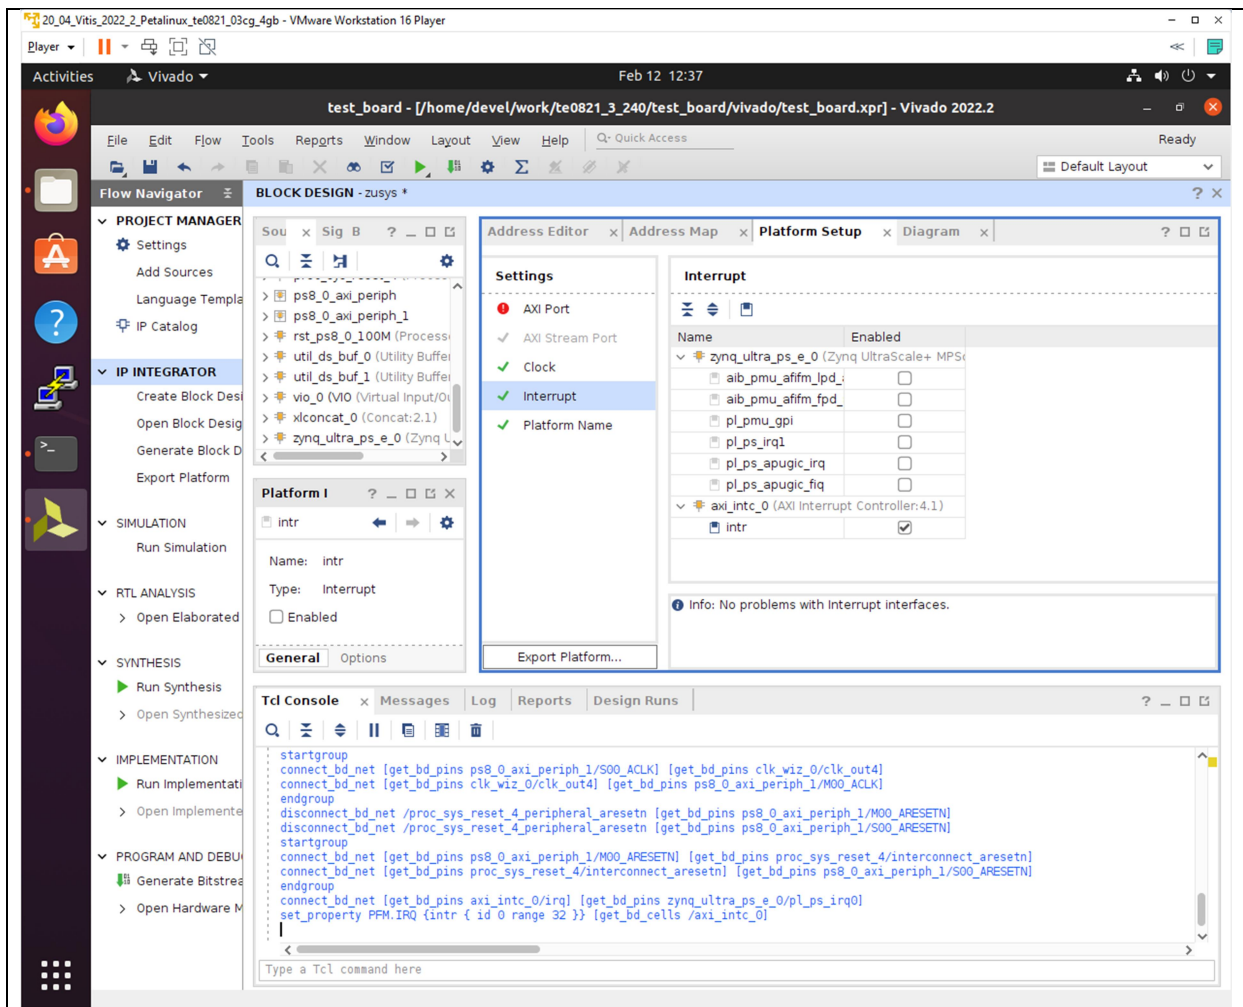 20_04_Vitis_2022_2_Petalinux_te0821_03cg_4gb - VMware Workstation 16 Player
Player
Activities Vivado Feb 12 12:37
test_board - [/home/devel/work/te0821_3_240/test_board/vivado/test_board.xpr] - Vivado 2022.2
File Edit Flow Tools Reports Window Layout View Help Q- Quick Access Ready
Default Layout
Flow Navigator
BLOCK DESIGN - zusys *
PROJECT MANAGER
Settings
Add Sources
Language Templa
IP Catalog
IP INTEGRATOR
Create Block Desi
Open Block Desig
Generate Block D
Export Platform
SIMULATION
Run Simulation
RTL ANALYSIS
Open Elaborated
SYNTHESIS
Run Synthesis
Open Synthesized
IMPLEMENTATION
Run Implementati
Open Implemente
PROGRAM AND DEBU
Generate Bitstrea
Open Hardware M
Sou x Sig B
ps8_0_axi_periph
ps8_0_axi_periph_1
rst_ps8_0_100M (Process
util_ds_buf_0 (Utility Buffer
util_ds_buf_1 (Utility Buffer
vio_0 (VIO (Virtual Input/Ou
xlconcat_0 (Concat:2.1)
zynq_ultra_ps_e_0 (Zynq U
Platform I
intr
Name: intr
Type: Interrupt
Enabled
General Options
Address Editor x Address Map x Platform Setup x Diagram x
Settings
AXI Port
AXI Stream Port
Clock
Interrupt
Platform Name
Export Platform...
Interrupt
Name Enabled
zynq_ultra_ps_e_0 (Zynq UltraScale+ MPSo
aib_pmu_afifm_lpd_
aib_pmu_afifm_fpd_
pl_pmu_gpi
pl_ps_irq1
pl_ps_apugic_irq
pl_ps_apugic_fiq
axi_intc_0 (AXI Interrupt Controller:4.1)
intr
Info: No problems with Interrupt interfaces.
Tcl Console x Messages Log Reports Design Runs
startgroup
connect_bd_net [get_bd_pins ps8_0_axi_periph_1/S00_ACLK] [get_bd_pins clk_wiz_0/clk_out4]
connect_bd_net [get_bd_pins clk_wiz_0/clk_out4] [get_bd_pins ps8_0_axi_periph_1/M00_ACLK]
endgroup
disconnect_bd_net /proc_sys_reset_4_peripheral_aresetn [get_bd_pins ps8_0_axi_periph_1/M00_ARESETN]
disconnect_bd_net /proc_sys_reset_4_peripheral_aresetn [get_bd_pins ps8_0_axi_periph_1/S00_ARESETN]
startgroup
connect_bd_net [get_bd_pins ps8_0_axi_periph_1/M00_ARESETN] [get_bd_pins proc_sys_reset_4/interconnect_aresetn]
connect_bd_net [get_bd_pins proc_sys_reset_4/interconnect_aresetn] [get_bd_pins ps8_0_axi_periph_1/S00_ARESETN]
endgroup
connect_bd_net [get_bd_pins axi_intc_0/irq] [get_bd_pins zynq_ultra_ps_e_0/pl_ps_irq0]
set_property PFM.IRQ {intr { id 0 range 32 }} [get_bd_cells /axi_intc_0]
Type a Tcl command here